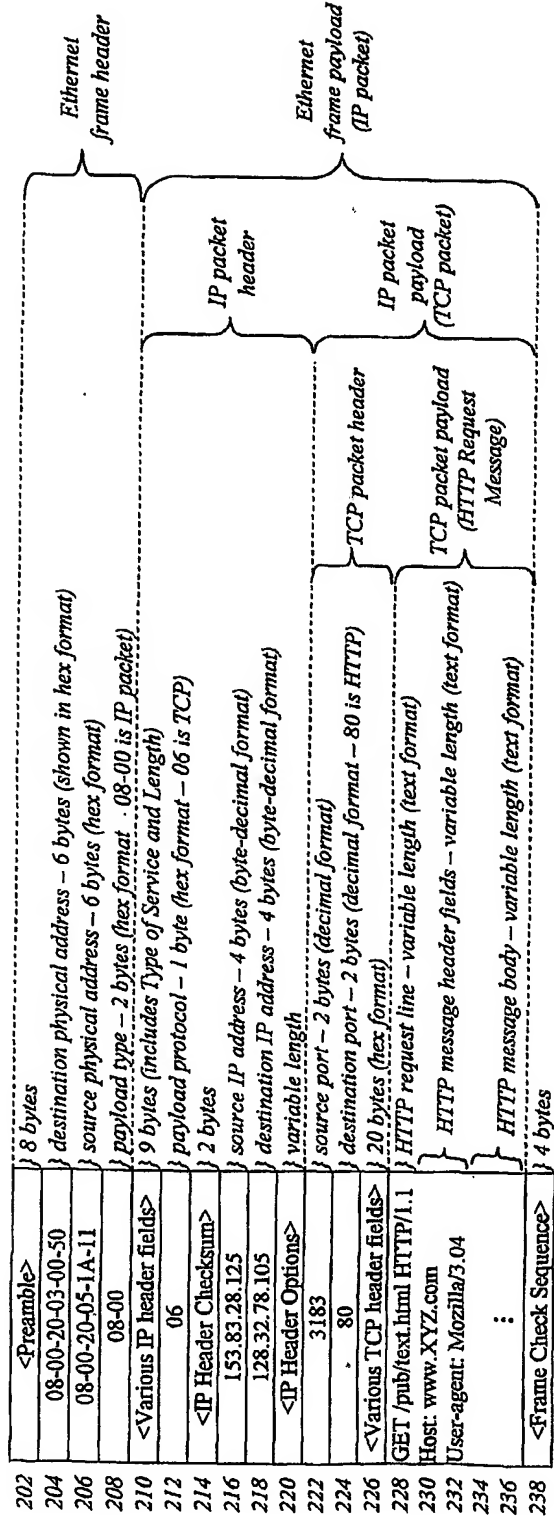 202 <Preamble> } 8 bytes
204 08-00-20-03-00-50 } destination physical address – 6 bytes (shown in hex format)
206 08-00-20-05-1A-11 } source physical address – 6 bytes (hex format)
208 08-00 } payload type – 2 bytes (hex format - 08-00 is IP packet)
Ethernet
frame header
210 <Various IP header fields> } 9 bytes (includes Type of Service and Length)
212 06 } payload protocol – 1 byte (hex format – 06 is TCP)
214 <IP Header Checksum> } 2 bytes
216 153.83.28.125 } source IP address – 4 bytes (byte-decimal format)
218 128.32.78.105 } destination IP address – 4 bytes (byte-decimal format)
220 <IP Header Options> } variable length
IP packet
header
222 3183 } source port – 2 bytes (decimal format)
224 80 } destination port – 2 bytes (decimal format – 80 is HTTP)
226 <Various TCP header fields> } 20 bytes (hex format)
TCP packet header
228 GET /pub/text.html HTTP/1.1 } HTTP request line – variable length (text format)
230 Host: www.XYZ.com
232 User-agent: Mozilla/3.04
HTTP message header fields – variable length (text format)
234
236 ⋮
HTTP message body – variable length (text format)
TCP packet payload
(HTTP Request
Message)
IP packet
payload
(TCP packet)
Ethernet
frame payload
(IP packet)
238 <Frame Check Sequence> } 4 bytes